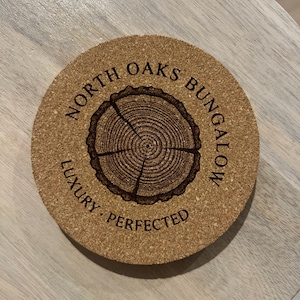 NORTH OAKS BUNGALOW
LUXURY · PERFECTED